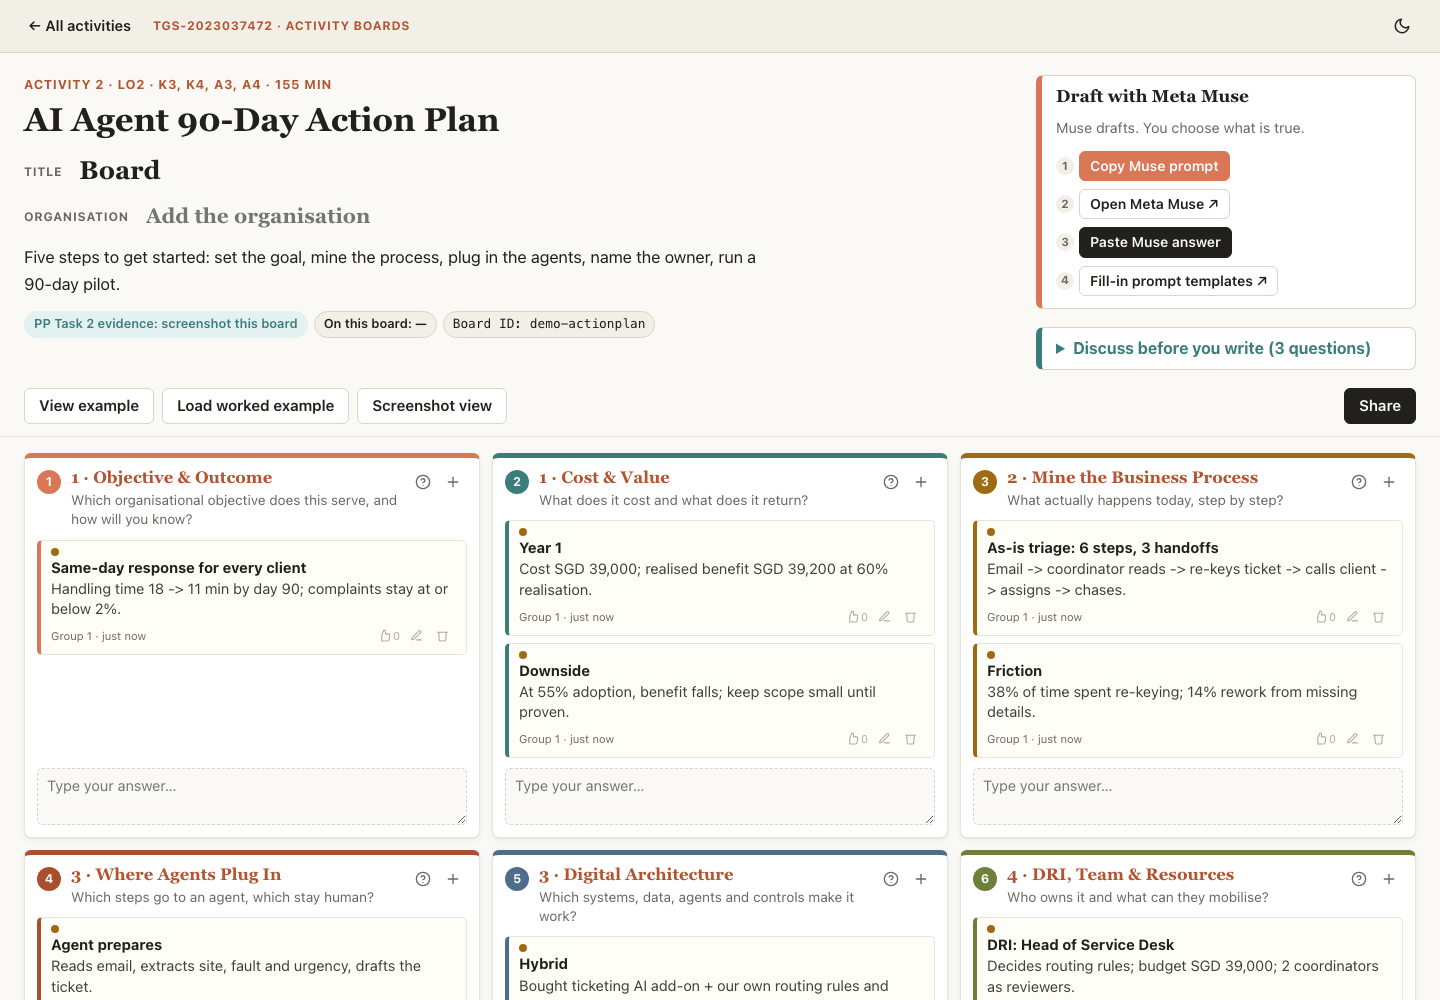 ← All activities
TGS-2023037472 · ACTIVITY BOARDS
ACTIVITY 2 · LO2 · K3, K4, A3, A4 · 155 MIN
AI Agent 90-Day Action Plan
TITLE Board
ORGANISATION Add the organisation
Five steps to get started: set the goal, mine the process, plug in the agents, name the owner, run a
90-day pilot.
PP Task 2 evidence: screenshot this board
On this board: —
Board ID: demo-actionplan
Draft with Meta Muse
Muse drafts. You choose what is true.
1 Copy Muse prompt
2 Open Meta Muse ↗
3 Paste Muse answer
4 Fill-in prompt templates ↗
▶ Discuss before you write (3 questions)
View example
Load worked example
Screenshot view
Share
1 1 · Objective & Outcome
Which organisational objective does this serve, and
how will you know?
Same-day response for every client
Handling time 18 -> 11 min by day 90; complaints stay at or
below 2%.
Group 1 · just now
0
Type your answer...
2 1 · Cost & Value
What does it cost and what does it return?
Year 1
Cost SGD 39,000; realised benefit SGD 39,200 at 60%
realisation.
Group 1 · just now
0
Downside
At 55% adoption, benefit falls; keep scope small until
proven.
Group 1 · just now
0
Type your answer...
3 2 · Mine the Business Process
What actually happens today, step by step?
As-is triage: 6 steps, 3 handoffs
Email -> coordinator reads -> re-keys ticket -> calls client -
> assigns -> chases.
Group 1 · just now
0
Friction
38% of time spent re-keying; 14% rework from missing
details.
Group 1 · just now
0
Type your answer...
4 3 · Where Agents Plug In
Which steps go to an agent, which stay human?
Agent prepares
Reads email, extracts site, fault and urgency, drafts the
ticket.
5 3 · Digital Architecture
Which systems, data, agents and controls make it
work?
Hybrid
Bought ticketing AI add-on + our own routing rules and
6 4 · DRI, Team & Resources
Who owns it and what can they mobilise?
DRI: Head of Service Desk
Decides routing rules; budget SGD 39,000; 2 coordinators
as reviewers.